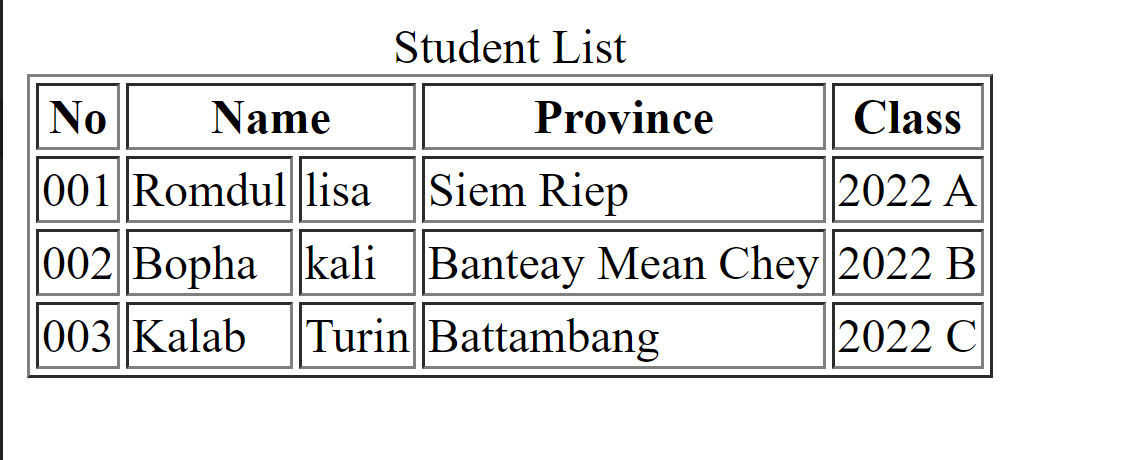 Student List
No Name Province Class
001 Romdul lisa Siem Riep 2022 A
002 Bopha kali Banteay Mean Chey 2022 B
003 Kalab Turin Battambang 2022 C